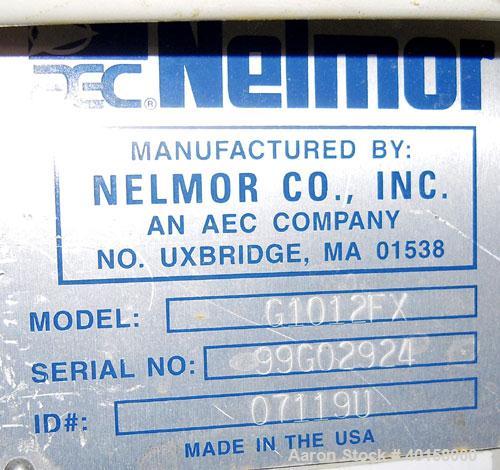 AEC® Nelmor
MANUFACTURED BY:
NELMOR CO., INC.
AN AEC COMPANY
NO. UXBRIDGE, MA 01538
MODEL: G1012FX
SERIAL NO: 99G02924
ID#: 07119U
MADE IN THE USA
Aaron Stock # 40159000